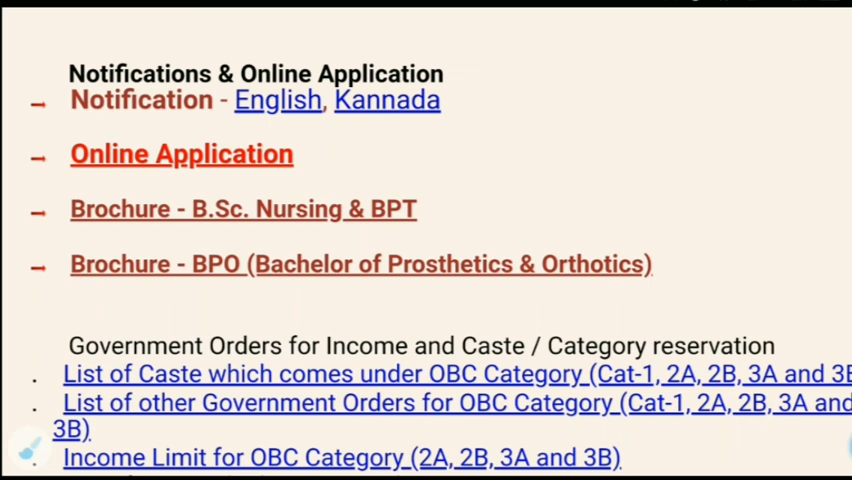 Notifications & Online Application
Notification - English, Kannada
Online Application
Brochure - B.Sc. Nursing & BPT
Brochure - BPO (Bachelor of Prosthetics & Orthotics)
Government Orders for Income and Caste / Category reservation
List of Caste which comes under OBC Category (Cat-1, 2A, 2B, 3A and 3B
List of other Government Orders for OBC Category (Cat-1, 2A, 2B, 3A and
3B)
Income Limit for OBC Category (2A, 2B, 3A and 3B)